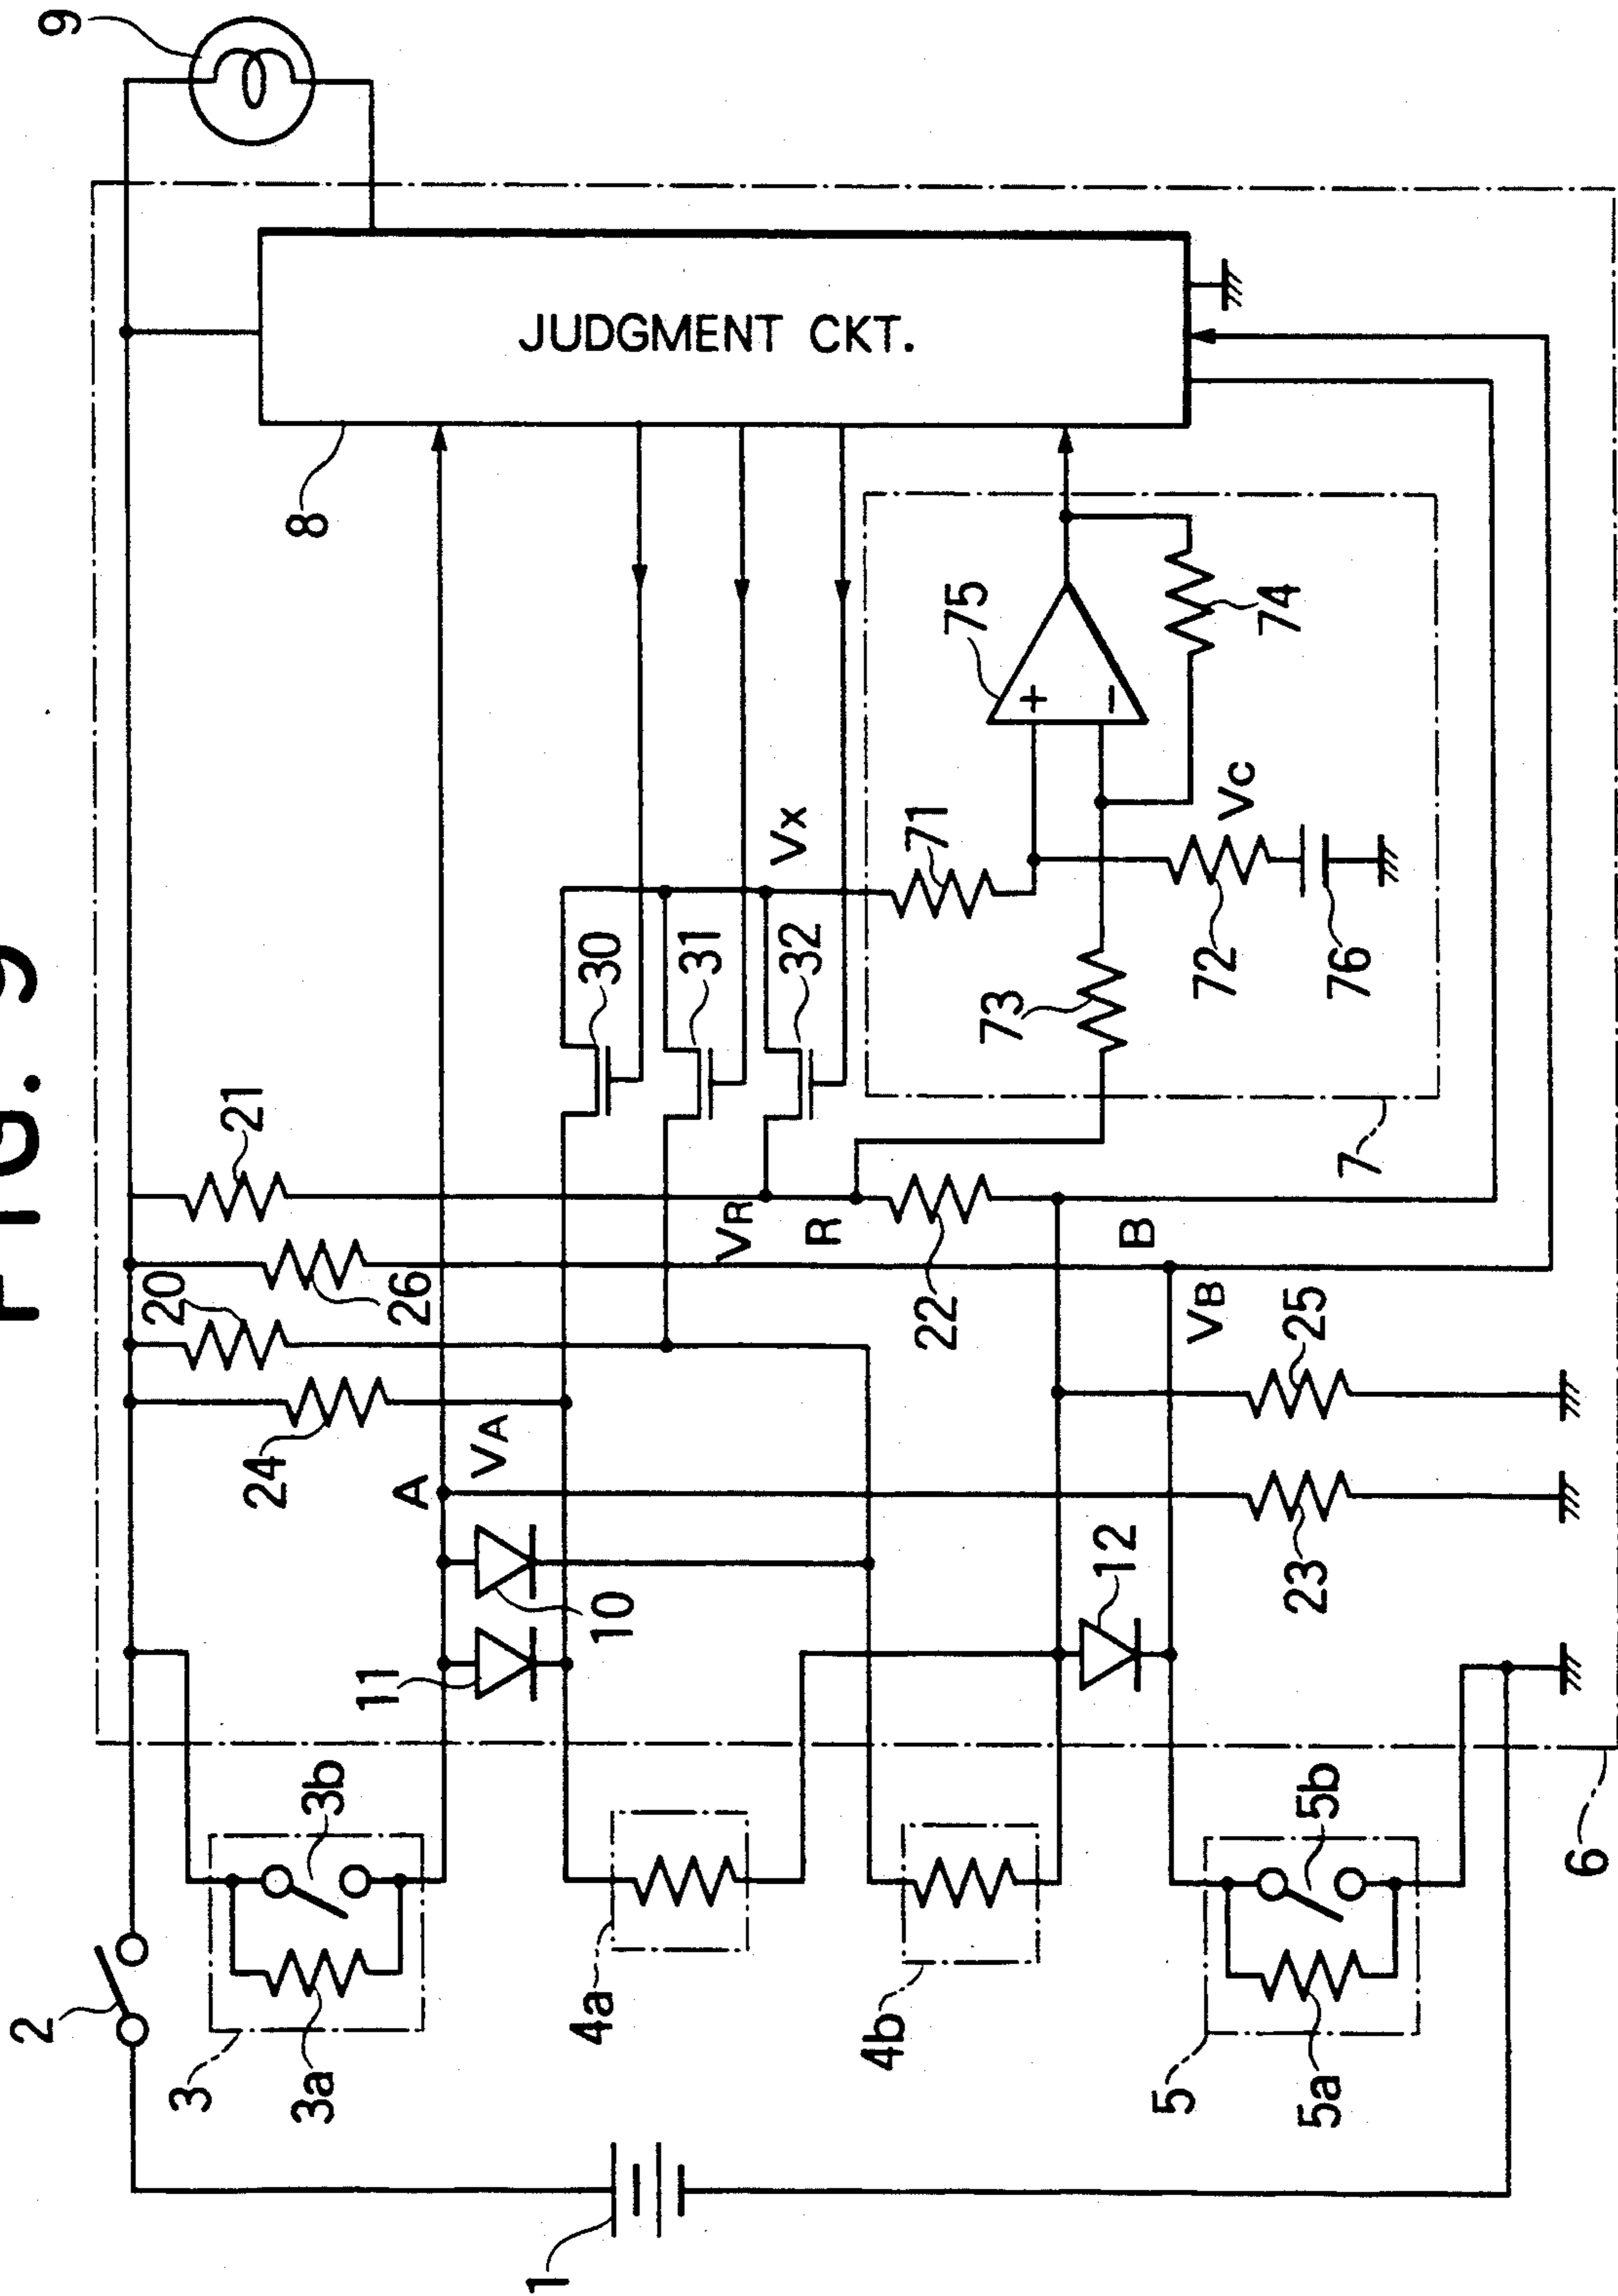 FIG. 9
9
JUDGMENT CKT.
8
75
74
71
Vx
Vc
30
31
32
73
72
76
7
21
20
26
VR
R
22
B
VB
25
24
A
VA
23
10
11
12
3b
5b
6
2
3
3a
4a
4b
5
5a
1
+
−